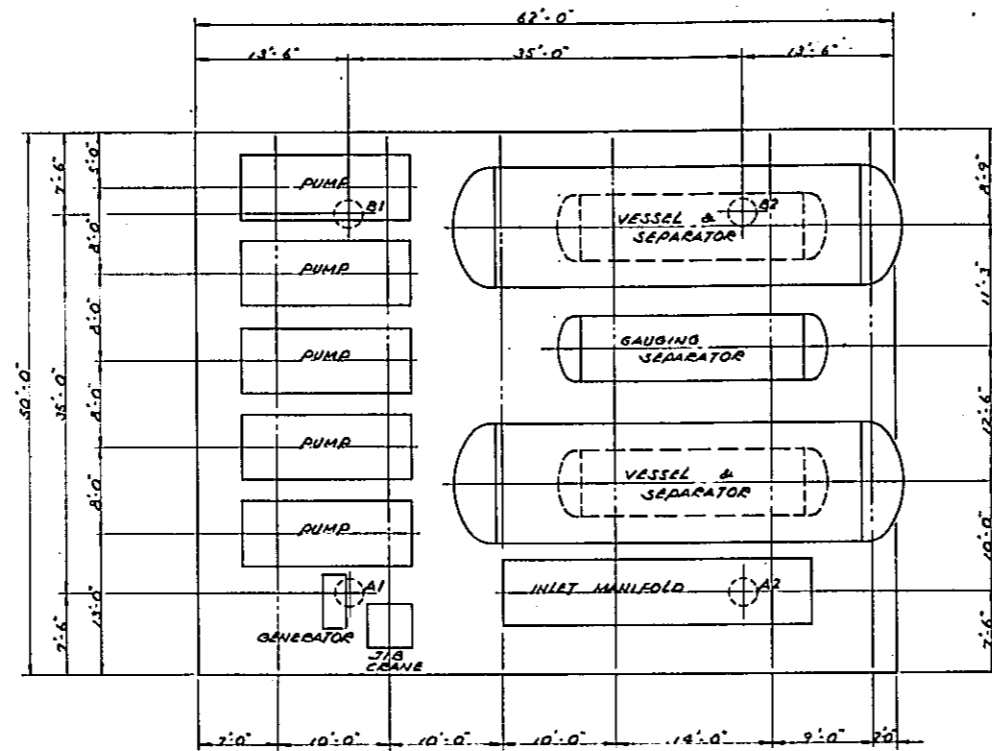 62'-0"
13'-6" 35'-0" 13'-6"
50'-0"
7'-6"
35'-0"
7'-6"
5'-0"
8'-0"
8'-0"
8'-0"
8'-0"
13'-0"
PUMP
B1
PUMP
PUMP
PUMP
PUMP
A1
GENERATOR
JIB
CRANE
B2
VESSEL &
SEPARATOR
GAUGING
SEPARATOR
VESSEL &
SEPARATOR
INLET MANIFOLD
A2
8'-9"
11'-3"
12'-6"
10'-0"
7'-6"
7'-0" 10'-0" 10'-0" 10'-0" 14'-0" 9'-0" 2'0"